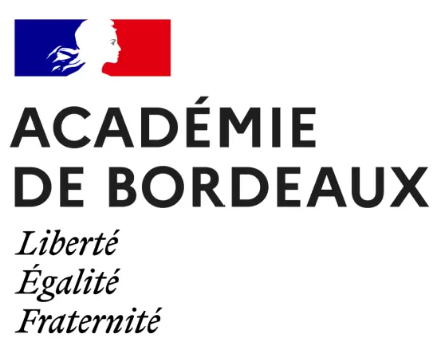 ACADÉMIE
DE BORDEAUX
Liberté
Égalité
Fraternité